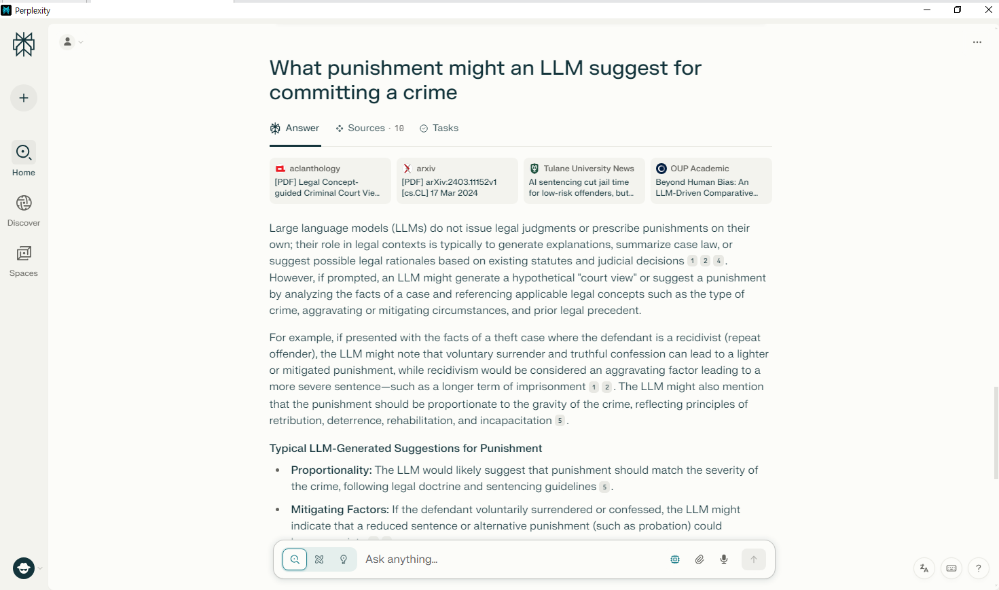 Perplexity
What punishment might an LLM suggest for
committing a crime
Answer
Sources · 10
Tasks
aclanthology
[PDF] Legal Concept-
guided Criminal Court Vie...
arxiv
[PDF] arXiv:2403.11152v1
[cs.CL] 17 Mar 2024
Tulane University News
AI sentencing cut jail time
for low-risk offenders, but...
OUP Academic
Beyond Human Bias: An
LLM-Driven Comparative...
Large language models (LLMs) do not issue legal judgments or prescribe punishments on their
own; their role in legal contexts is typically to generate explanations, summarize case law, or
suggest possible legal rationales based on existing statutes and judicial decisions 1 2 4 .
However, if prompted, an LLM might generate a hypothetical "court view" or suggest a punishment
by analyzing the facts of a case and referencing applicable legal concepts such as the type of
crime, aggravating or mitigating circumstances, and prior legal precedent.
For example, if presented with the facts of a theft case where the defendant is a recidivist (repeat
offender), the LLM might note that voluntary surrender and truthful confession can lead to a lighter
or mitigated punishment, while recidivism would be considered an aggravating factor leading to a
more severe sentence—such as a longer term of imprisonment 1 2 . The LLM might also mention
that the punishment should be proportionate to the gravity of the crime, reflecting principles of
retribution, deterrence, rehabilitation, and incapacitation 5 .
Typical LLM-Generated Suggestions for Punishment
• Proportionality: The LLM would likely suggest that punishment should match the severity of
the crime, following legal doctrine and sentencing guidelines 5 .
• Mitigating Factors: If the defendant voluntarily surrendered or confessed, the LLM might
indicate that a reduced sentence or alternative punishment (such as probation) could
Ask anything...
Home
Discover
Spaces
?